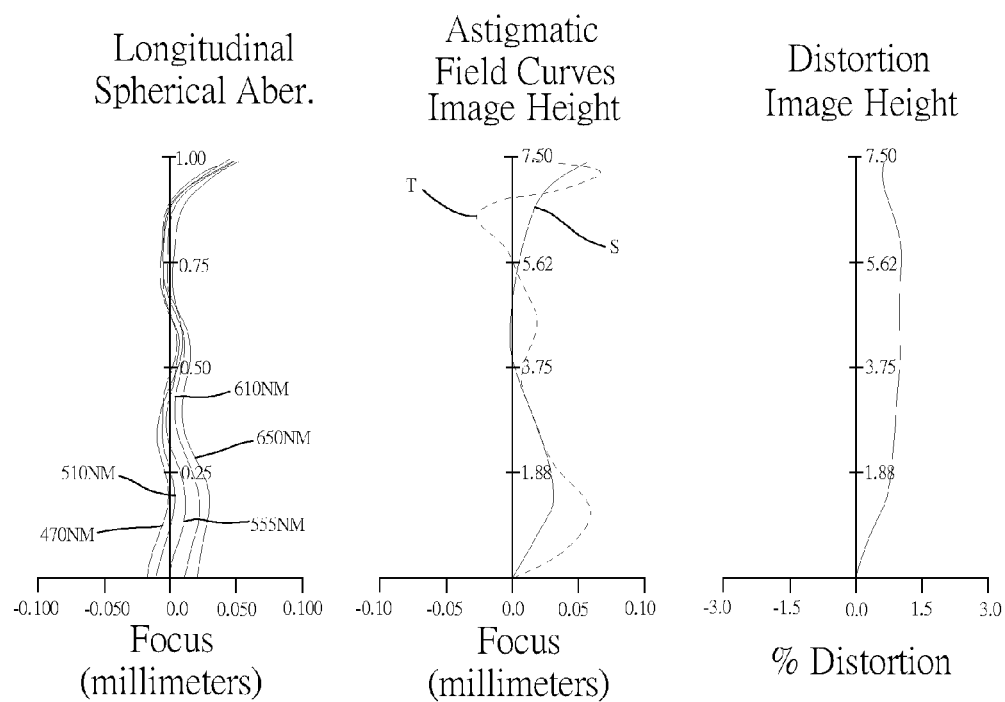 Longitudinal
Spherical Aber.
1.00
0.75
0.50
610NM
650NM
0.25
510NM
555NM
470NM
-0.100 -0.050 0.0 0.050 0.100
Focus
(millimeters)
Astigmatic
Field Curves
Image Height
7.50
T
S
5.62
3.75
1.88
-0.10 -0.05 0.0 0.05 0.10
Focus
(millimeters)
Distortion
Image Height
7.50
5.62
3.75
1.88
-3.0 -1.5 0.0 1.5 3.0
% Distortion